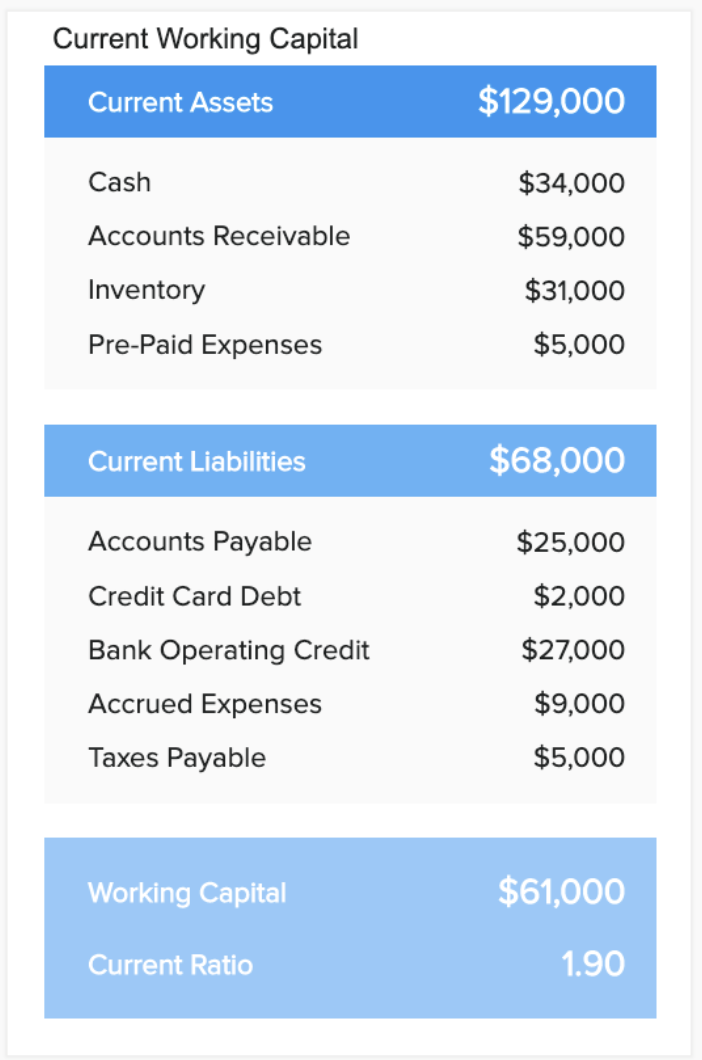 Current Working Capital
Current Assets $129,000
Cash $34,000
Accounts Receivable $59,000
Inventory $31,000
Pre-Paid Expenses $5,000
Current Liabilities $68,000
Accounts Payable $25,000
Credit Card Debt $2,000
Bank Operating Credit $27,000
Accrued Expenses $9,000
Taxes Payable $5,000
Working Capital $61,000
Current Ratio 1.90